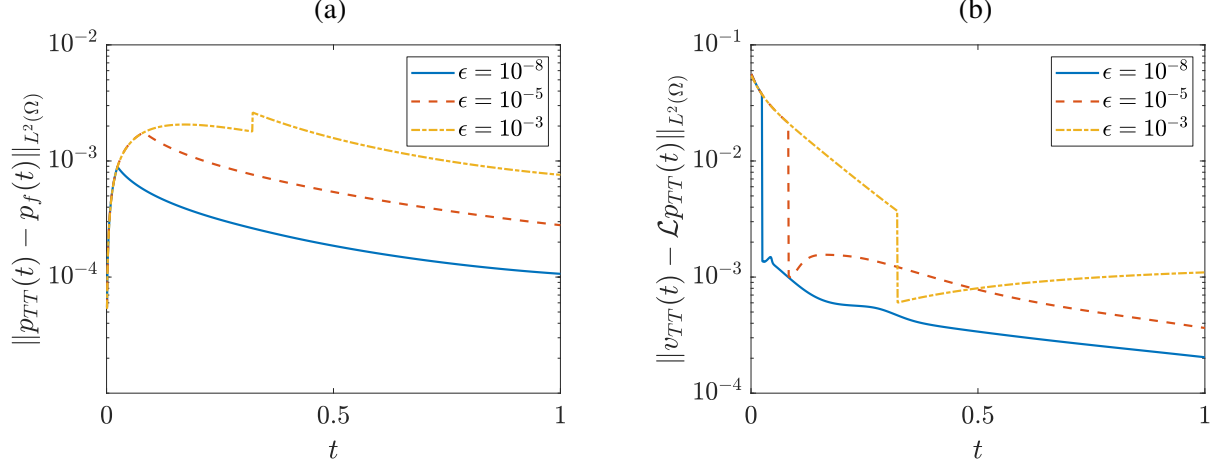 (a)
(b)
10⁻²
10⁻³
10⁻⁴
||p_{TT}(t) − p_f(t)||_{L²(Ω)}
ϵ = 10⁻⁸
ϵ = 10⁻⁵
ϵ = 10⁻³
0
0.5
1
t
10⁻¹
10⁻²
10⁻³
10⁻⁴
||v_{TT}(t) − 𝓛p_{TT}(t)||_{L²(Ω)}
ϵ = 10⁻⁸
ϵ = 10⁻⁵
ϵ = 10⁻³
0
0.5
1
t